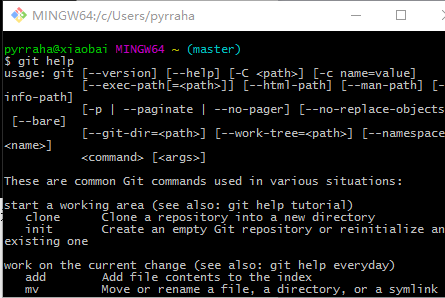 MINGW64:/c/Users/pyrraha
pyrraha@xiaobai MINGW64 ~ (master)
$ git help
usage: git [--version] [--help] [-C <path>] [-c name=value]
           [--exec-path[=<path>]] [--html-path] [--man-path] [-
info-path]
           [-p | --paginate | --no-pager] [--no-replace-objects
 [--bare]
           [--git-dir=<path>] [--work-tree=<path>] [--namespace
<name>]
           <command> [<args>]
These are common Git commands used in various situations:
start a working area (see also: git help tutorial)
   clone      Clone a repository into a new directory
   init       Create an empty Git repository or reinitialize an
existing one
work on the current change (see also: git help everyday)
   add        Add file contents to the index
   mv         Move or rename a file, a directory, or a symlink